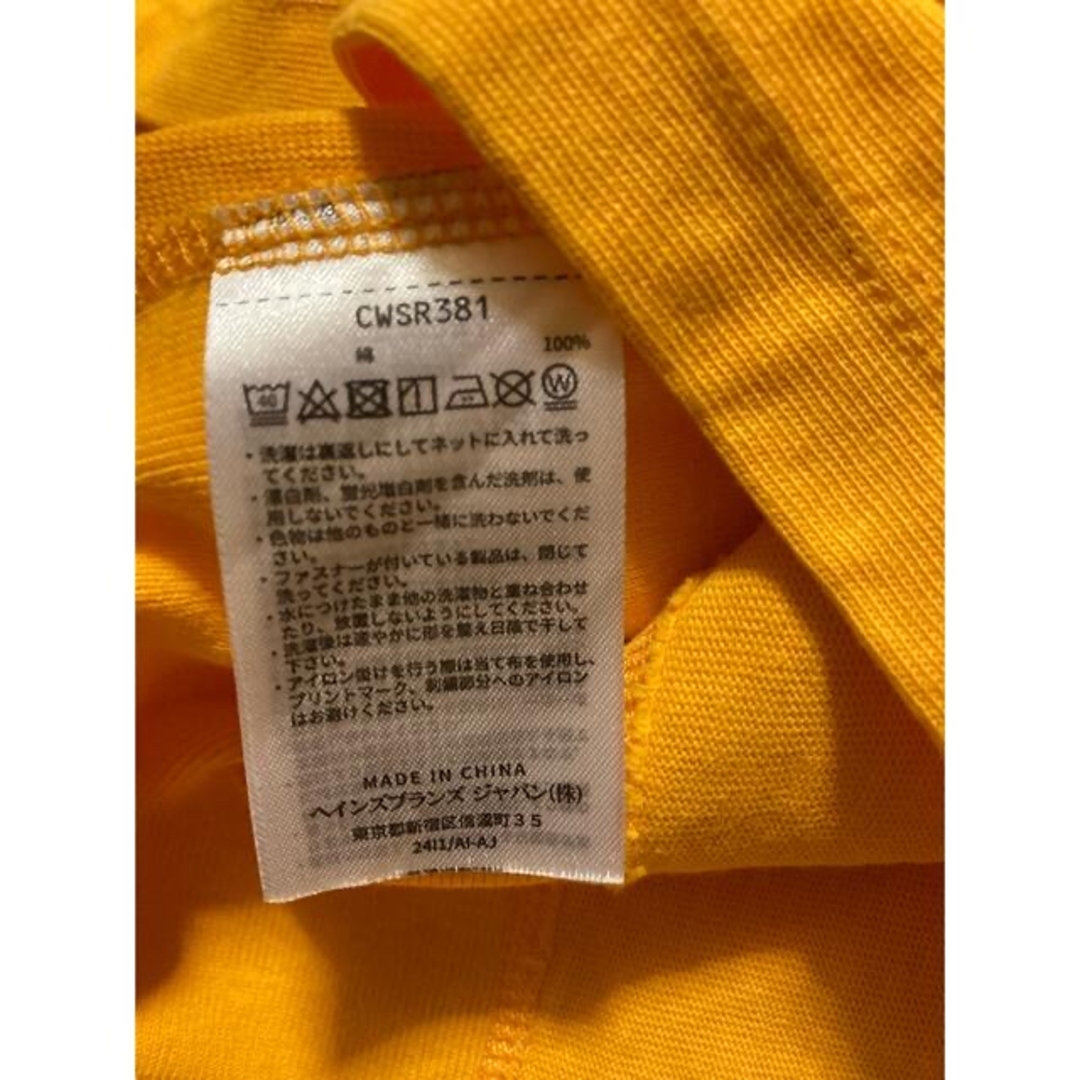 CWSR381
綿 100%
40 W
・洗濯は裏返しにしてネットに入れて洗っ
てください。
・漂白剤、蛍光増白剤を含んだ洗剤は、使
用しないでください。
・色物は他のものと一緒に洗わないでくだ
さい。
・ファスナーが付いている製品は、閉じて
洗ってください。
・水につけたまま他の洗濯物と重ね合わせ
たり、放置しないようにしてください。
・洗濯後は速やかに形を整え日陰で干して
下さい。
・アイロン掛けを行う際は当て布を使用し、
プリントマーク、刺繍部分へのアイロン
はお避けください。
MADE IN CHINA
ヘインズブランズ ジャパン(株)
東京都新宿区信濃町35
2411/AI-AJ